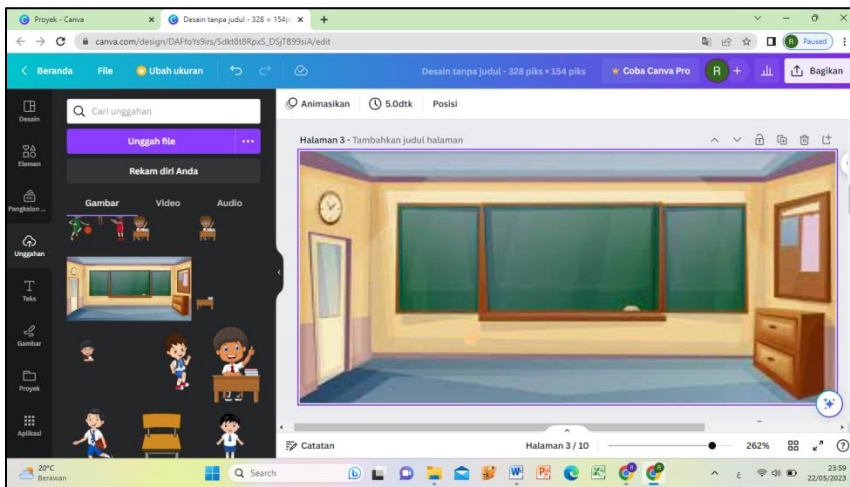 Proyek - Canva
Desain tanpa judul - 328 × 154p
canva.com/design/DAFfoYs9irs/Sdkt8t8RpxS_DSjT899siA/edit
R Paused
Beranda
File
Ubah ukuran
Desain tanpa judul - 328 piks × 154 piks
Coba Canva Pro
R
Bagikan
Desain
Elemen
Unggahan
Teks
Gambar
Proyek
Aplikasi
Cari unggahan
Unggah file
Rekam diri Anda
Gambar
Video
Audio
Animasikan
5.0dtk
Posisi
Halaman 3 - Tambahkan judul halaman
Catatan
Halaman 3 / 10
262%
20°C
Berawan
Search
23:59
22/05/2023